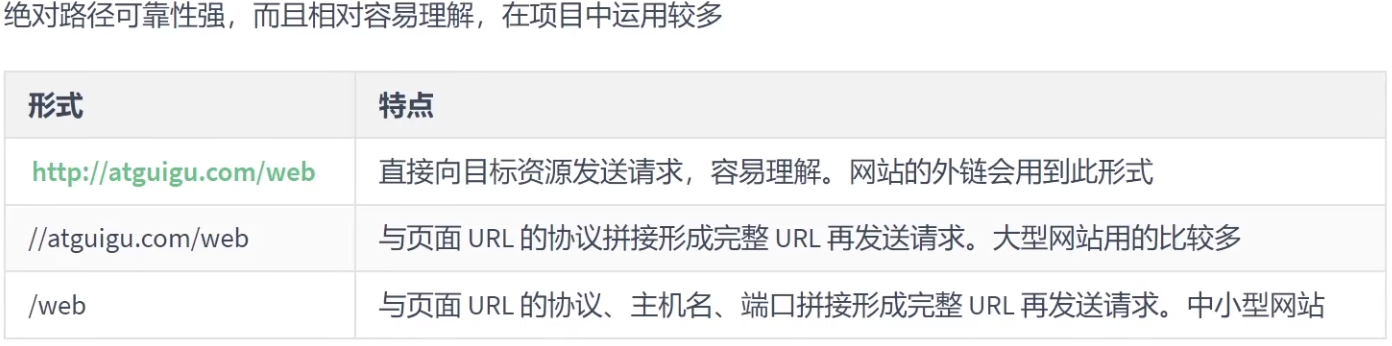 绝对路径可靠性强，而且相对容易理解，在项目中运用较多
形式 特点
http://atguigu.com/web 直接向目标资源发送请求，容易理解。网站的外链会用到此形式
//atguigu.com/web 与页面 URL 的协议拼接形成完整 URL 再发送请求。大型网站用的比较多
/web 与页面 URL 的协议、主机名、端口拼接形成完整 URL 再发送请求。中小型网站